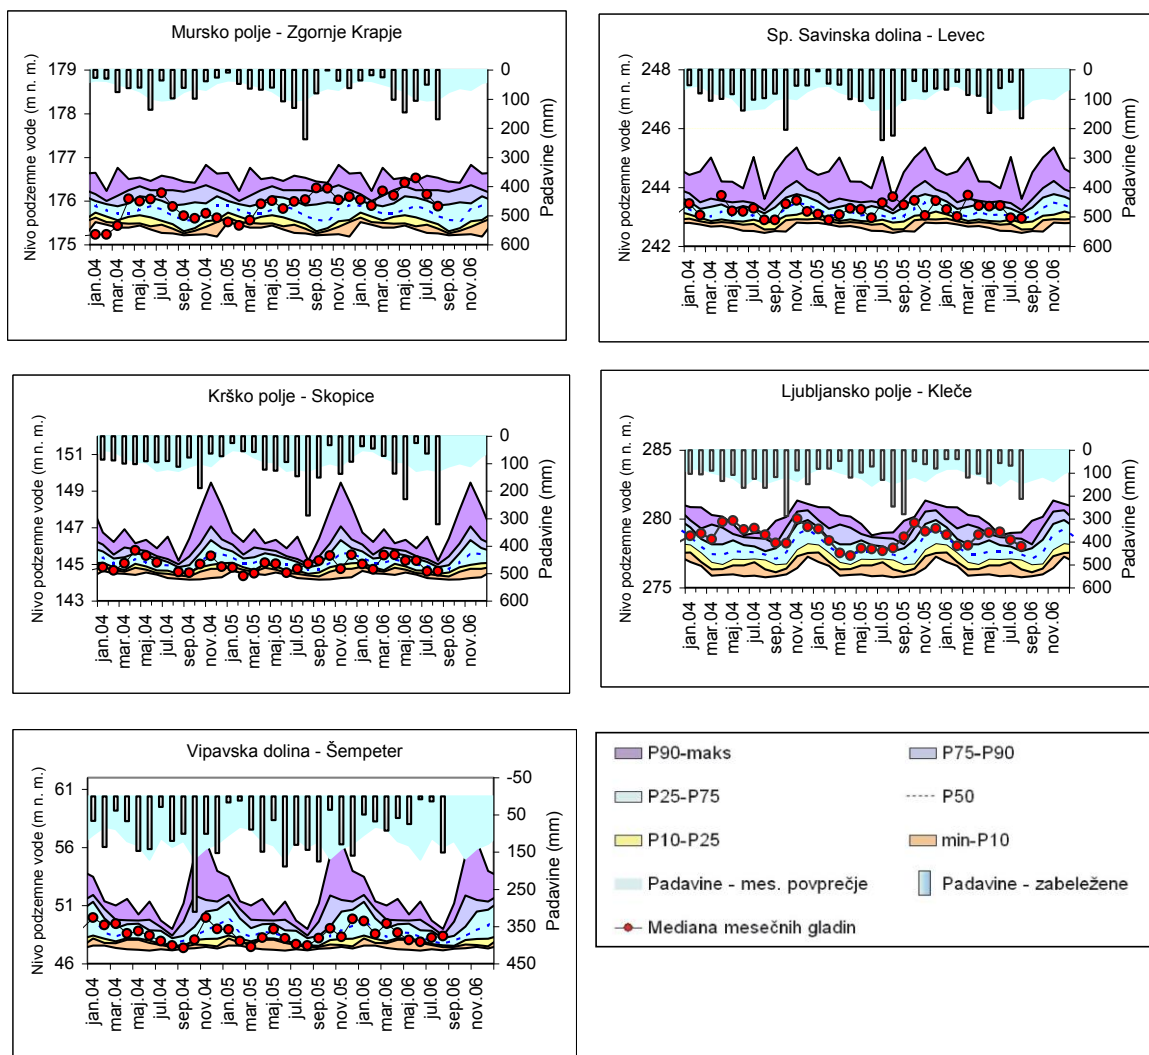 Mursko polje - Zgornje Krapje
Nivo podzemne vode (m n. m.)
179
178
177
176
175
0
100
200
300
400
500
600
Padavine (mm)
jan.04
mar.04
maj.04
jul.04
sep.04
nov.04
jan.05
mar.05
maj.05
jul.05
sep.05
nov.05
jan.06
mar.06
maj.06
jul.06
sep.06
nov.06
Sp. Savinska dolina - Levec
Nivo podzemne vode (m n. m.)
248
246
244
242
0
100
200
300
400
500
600
Padavine (mm)
jan.04
mar.04
maj.04
jul.04
sep.04
nov.04
jan.05
mar.05
maj.05
jul.05
sep.05
nov.05
jan.06
mar.06
maj.06
jul.06
sep.06
nov.06
Krško polje - Skopice
Nivo podzemne vode (m n. m.)
151
149
147
145
143
0
100
200
300
400
500
600
Padavine (mm)
jan.04
mar.04
maj.04
jul.04
sep.04
nov.04
jan.05
mar.05
maj.05
jul.05
sep.05
nov.05
jan.06
mar.06
maj.06
jul.06
sep.06
nov.06
Ljubljansko polje - Kleče
Nivo podzemne vode (m n. m.)
285
280
275
0
100
200
300
400
500
600
Padavine (mm)
jan.04
mar.04
maj.04
jul.04
sep.04
nov.04
jan.05
mar.05
maj.05
jul.05
sep.05
nov.05
jan.06
mar.06
maj.06
jul.06
sep.06
nov.06
Vipavska dolina - Šempeter
Nivo podzemne vode (m n. m.)
61
56
51
46
-50
50
150
250
350
450
Padavine (mm)
jan.04
mar.04
maj.04
jul.04
sep.04
nov.04
jan.05
mar.05
maj.05
jul.05
sep.05
nov.05
jan.06
mar.06
maj.06
jul.06
sep.06
nov.06
P90-maks
P75-P90
P25-P75
P50
P10-P25
min-P10
Padavine - mes. povprečje
Padavine - zabeležene
Mediana mesečnih gladin